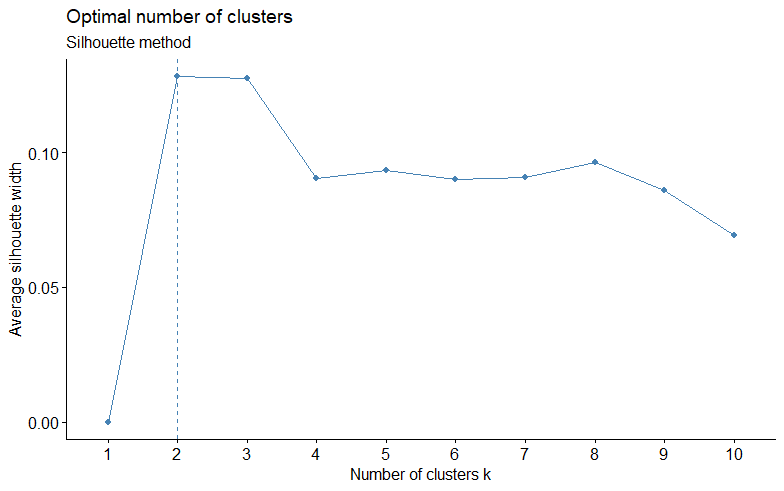 Optimal number of clusters
Silhouette method
Average silhouette width
0.10
0.05
0.00
1 2 3 4 5 6 7 8 9 10
Number of clusters k